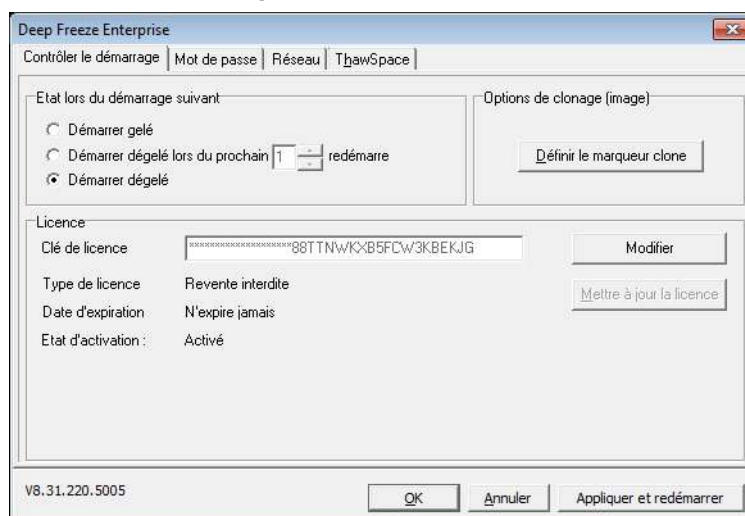 Deep Freeze Enterprise
Contrôler le démarrage Mot de passe Réseau ThawSpace
Etat lors du démarrage suivant
Démarrer gelé
Démarrer dégelé lors du prochain 1 redémarre
Démarrer dégelé
Options de clonage (image)
Définir le marqueur clone
Licence
Clé de licence ********************88TTNWKXB5FCW3KBEKJG Modifier
Type de licence Revente interdite Mettre à jour la licence
Date d'expiration N'expire jamais
Etat d'activation : Activé
V8.31.220.5005 OK Annuler Appliquer et redémarrer